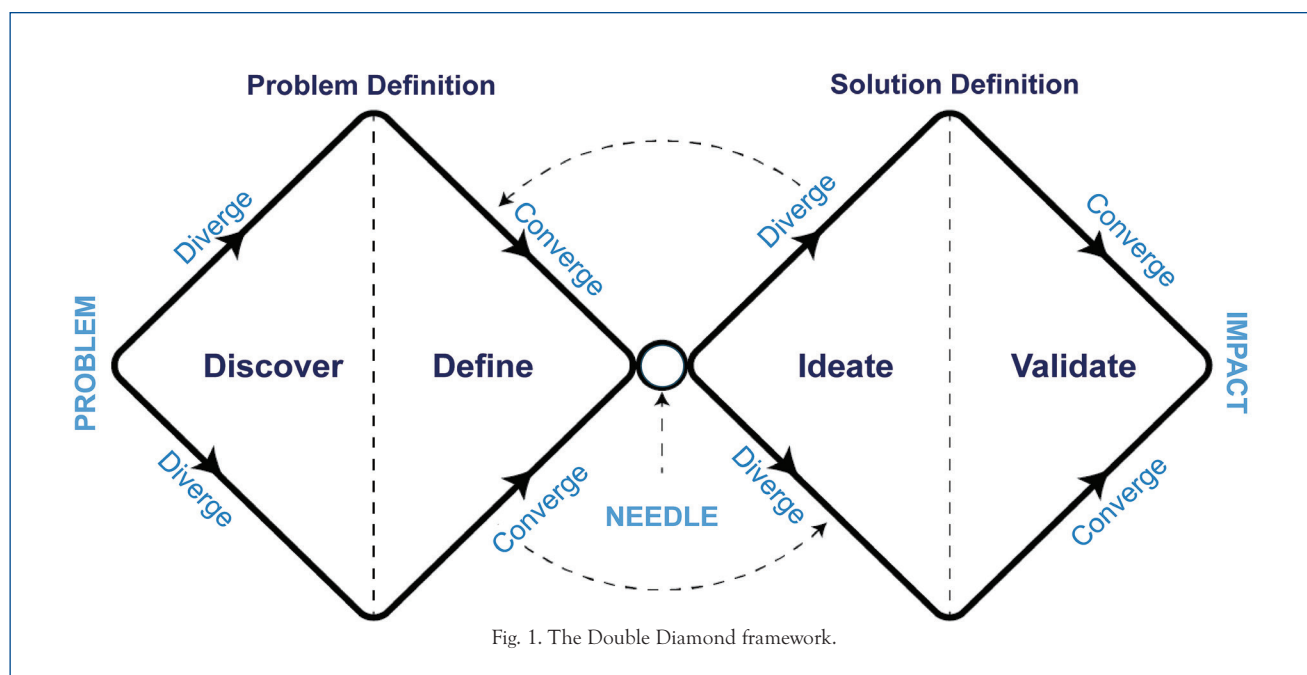 Problem Definition
Solution Definition
Diverge
Converge
Diverge
Converge
PROBLEM
Discover
Define
Ideate
Validate
IMPACT
Diverge
Converge
NEEDLE
Diverge
Converge
Fig. 1. The Double Diamond framework.